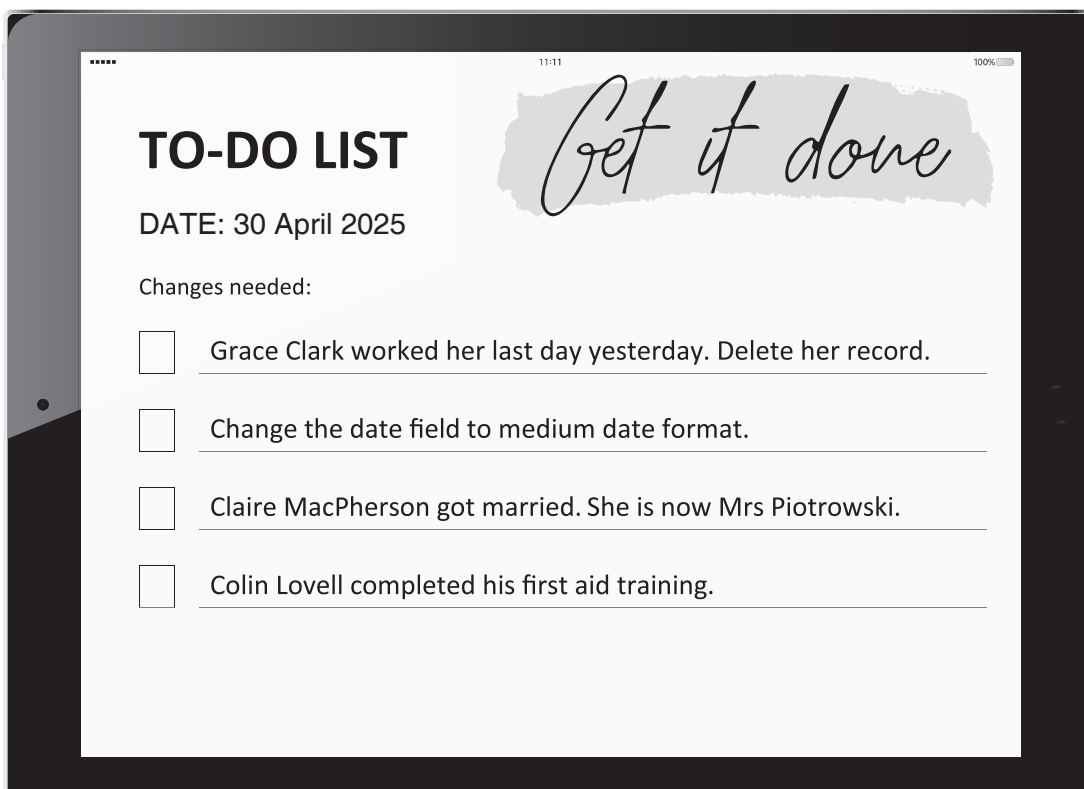 11:11
100%
Get it done
TO-DO LIST
DATE: 30 April 2025
Changes needed:
Grace Clark worked her last day yesterday. Delete her record.
Change the date field to medium date format.
Claire MacPherson got married. She is now Mrs Piotrowski.
Colin Lovell completed his first aid training.